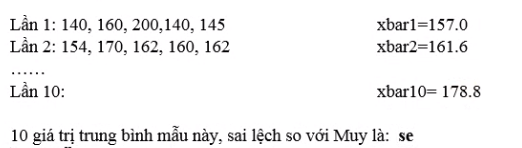 Lần 1: 140, 160, 200,140, 145 xbar1=157.0
Lần 2: 154, 170, 162, 160, 162 xbar2=161.6
……
Lần 10: xbar10= 178.8
10 giá trị trung bình mẫu này, sai lệch so với Muy là: se